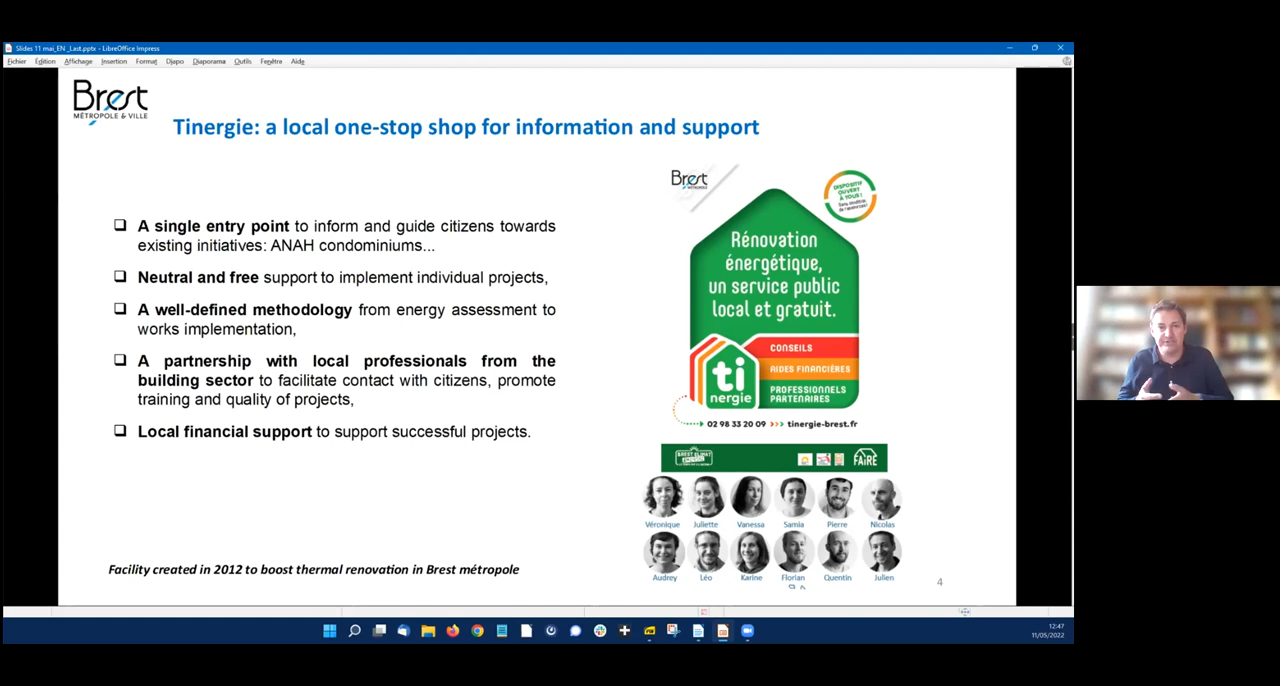 Slides 11 mai_EN _Last.pptx - LibreOffice Impress
Fichier Édition Affichage Insertion Format Diapo Diaporama Outils Fenêtre Aide
Brest
MÉTROPOLE & VILLE
Tinergie: a local one-stop shop for information and support
A single entry point to inform and guide citizens towards
existing initiatives: ANAH condominiums...
Neutral and free support to implement individual projects,
A well-defined methodology from energy assessment to
works implementation,
A partnership with local professionals from the
building sector to facilitate contact with citizens, promote
training and quality of projects,
Local financial support to support successful projects.
Facility created in 2012 to boost thermal renovation in Brest métropole
Brest
MÉTROPOLE
DISPOSITIF
OUVERT
À TOUS !
Rénovation
énergétique,
un service public
local et gratuit.
CONSEILS
AIDES FINANCIÈRES
PROFESSIONNELS
PARTENAIRES
ti
nergie
02 98 33 20 09 >>> tinergie-brest.fr
FAIRE
Véronique Juliette Vanessa Samia Pierre Nicolas
Audrey Léo Karine Florian Quentin Julien
4
12:47
11/05/2022